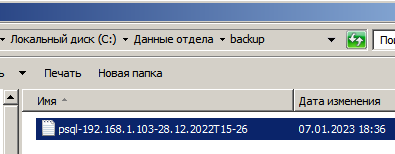 Локальный диск (C:) ▸ Данные отдела ▸ backup
Пои
Печать Новая папка
Имя Дата изменения
psql-192.168.1.103-28.12.2022T15-26 07.01.2023 18:36